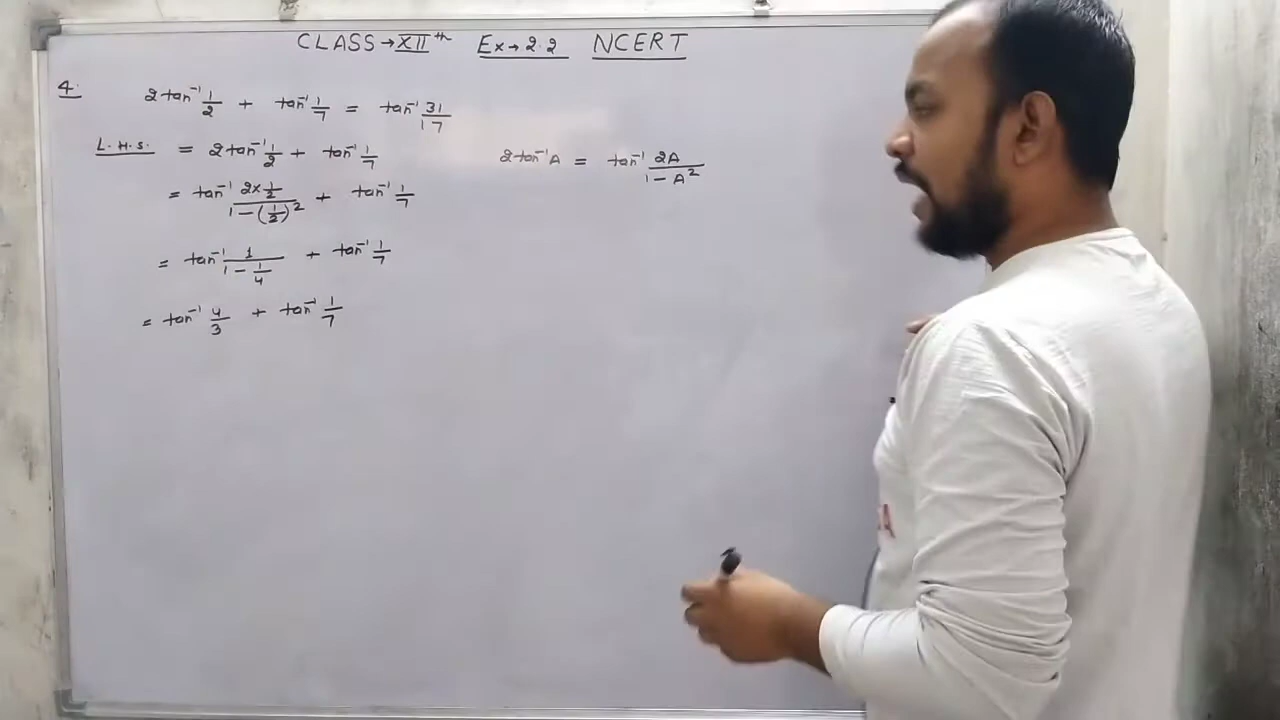 CLASS → XIIth Ex → 2.2 NCERT
4. 2tan⁻¹ 1/2 + tan⁻¹ 1/7 = tan⁻¹ 31/17
L.H.S. = 2tan⁻¹ 1/2 + tan⁻¹ 1/7
2tan⁻¹A = tan⁻¹ 2A/(1-A²)
= tan⁻¹ (2×1/2)/(1-(1/2)²) + tan⁻¹ 1/7
= tan⁻¹ 1/(1-1/4) + tan⁻¹ 1/7
= tan⁻¹ 4/3 + tan⁻¹ 1/7